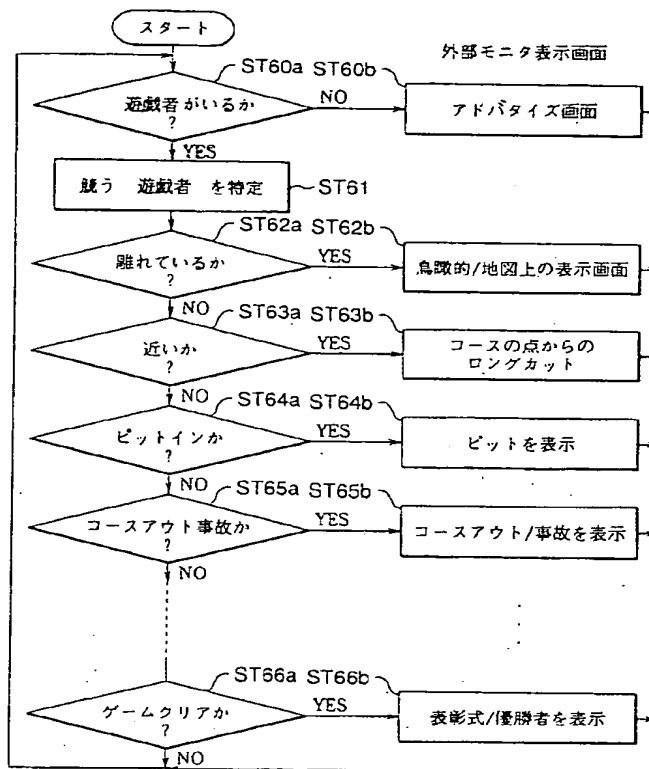 スタート
外部モニタ表示画面
ST60a ST60b
遊戯者がいるか
?
NO
アドバタイズ画面
YES
競う 遊戯者 を特定
ST61
ST62a ST62b
離れているか
?
YES
鳥瞰的/地図上の表示画面
NO
ST63a ST63b
近いか
?
YES
コースの点からの
ロングカット
NO
ST64a ST64b
ピットインか
?
YES
ピットを表示
NO
ST65a ST65b
コースアウト事故か
?
YES
コースアウト/事故を表示
NO
ST66a ST66b
ゲームクリアか
?
YES
表彰式/優勝者を表示
NO